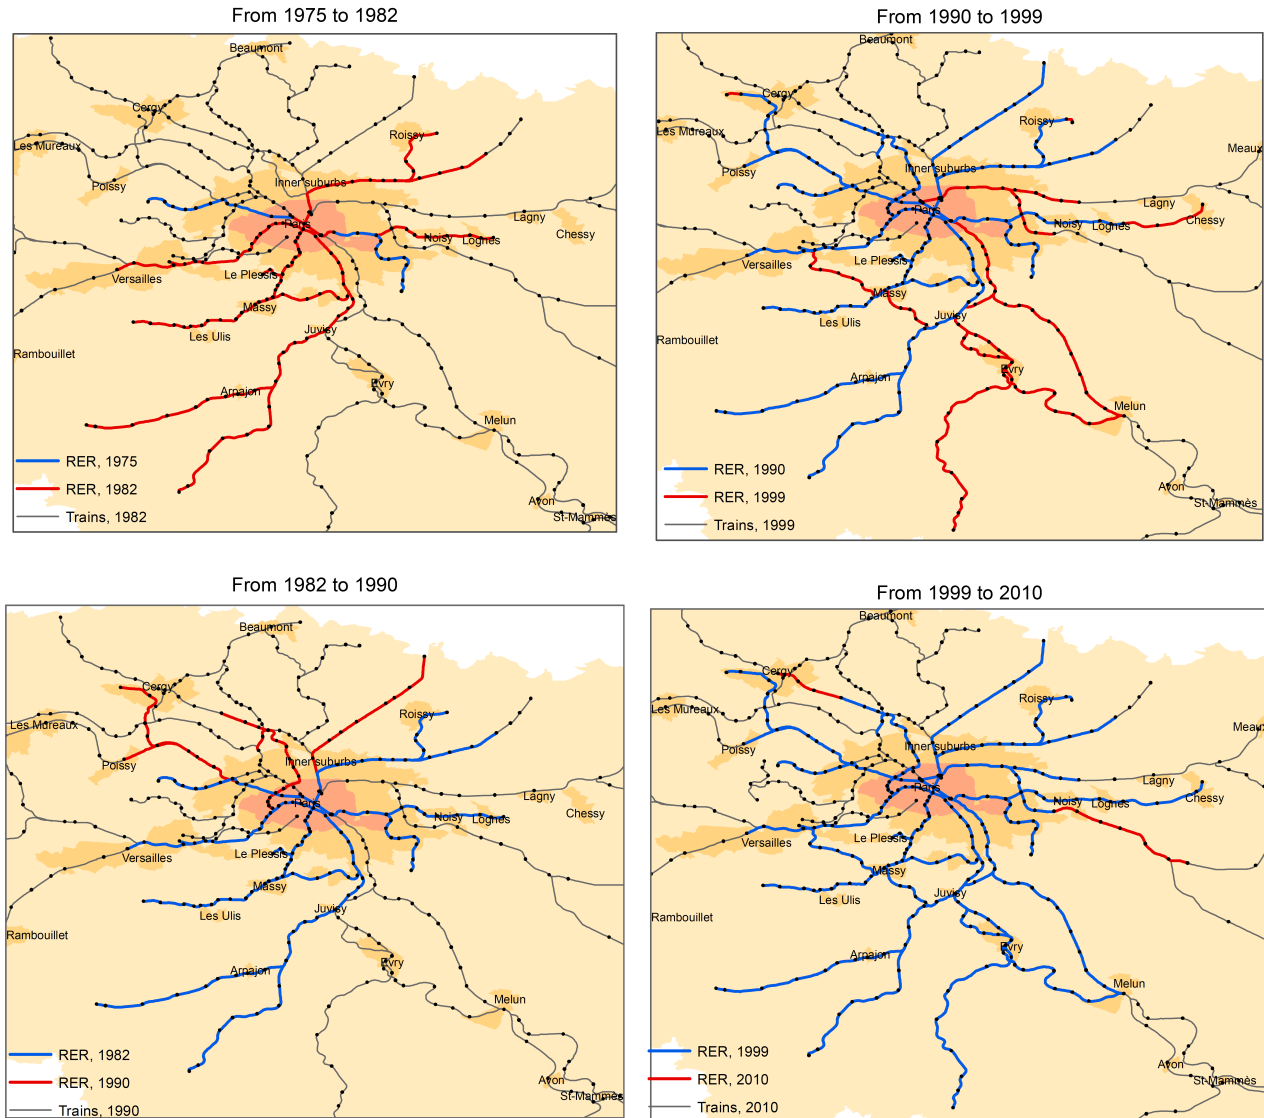 From 1975 to 1982
Beaumont
Cergy
Roissy
Les Mureaux
Poissy
Inner suburbs
Paris
Lagny
Noisy
Lognes
Chessy
Versailles
Le Plessis
Massy
Les Ulis
Juvisy
Rambouillet
Arpajon
Evry
Melun
Avon
St-Mammès
RER, 1975
RER, 1982
Trains, 1982
From 1990 to 1999
Beaumont
Cergy
Roissy
Les Mureaux
Meaux
Poissy
Inner suburbs
Paris
Lagny
Noisy
Lognes
Chessy
Versailles
Le Plessis
Massy
Les Ulis
Juvisy
Rambouillet
Arpajon
Evry
Melun
Avon
St-Mammès
RER, 1990
RER, 1999
Trains, 1999
From 1982 to 1990
Beaumont
Cergy
Roissy
Les Mureaux
Poissy
Inner suburbs
Paris
Lagny
Noisy
Lognes
Chessy
Versailles
Le Plessis
Massy
Les Ulis
Juvisy
Rambouillet
Arpajon
Evry
Melun
Avon
St-Mammès
RER, 1982
RER, 1990
Trains, 1990
From 1999 to 2010
Beaumont
Cergy
Roissy
Les Mureaux
Meaux
Poissy
Inner suburbs
Paris
Lagny
Noisy
Lognes
Chessy
Versailles
Le Plessis
Massy
Les Ulis
Juvisy
Rambouillet
Arpajon
Evry
Melun
Avon
St-Mammès
RER, 1999
RER, 2010
Trains, 2010